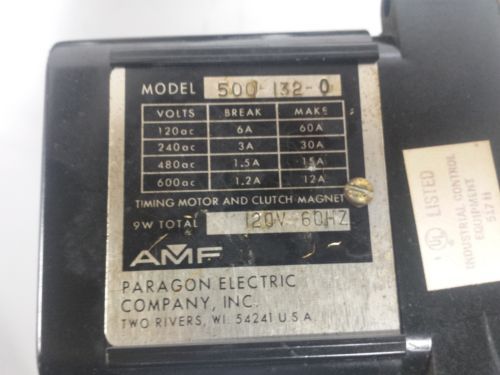 MODEL 500-132-0
VOLTS BREAK MAKE
120ac 6A 60A
240ac 3A 30A
480ac 1.5A 15A
600ac 1.2A 12A
TIMING MOTOR AND CLUTCH MAGNET
9W TOTAL 120V 60HZ
AMF
PARAGON ELECTRIC
COMPANY, INC.
TWO RIVERS, WI. 54241 U.S.A.
UL LISTED
INDUSTRIAL CONTROL
EQUIPMENT
517 H